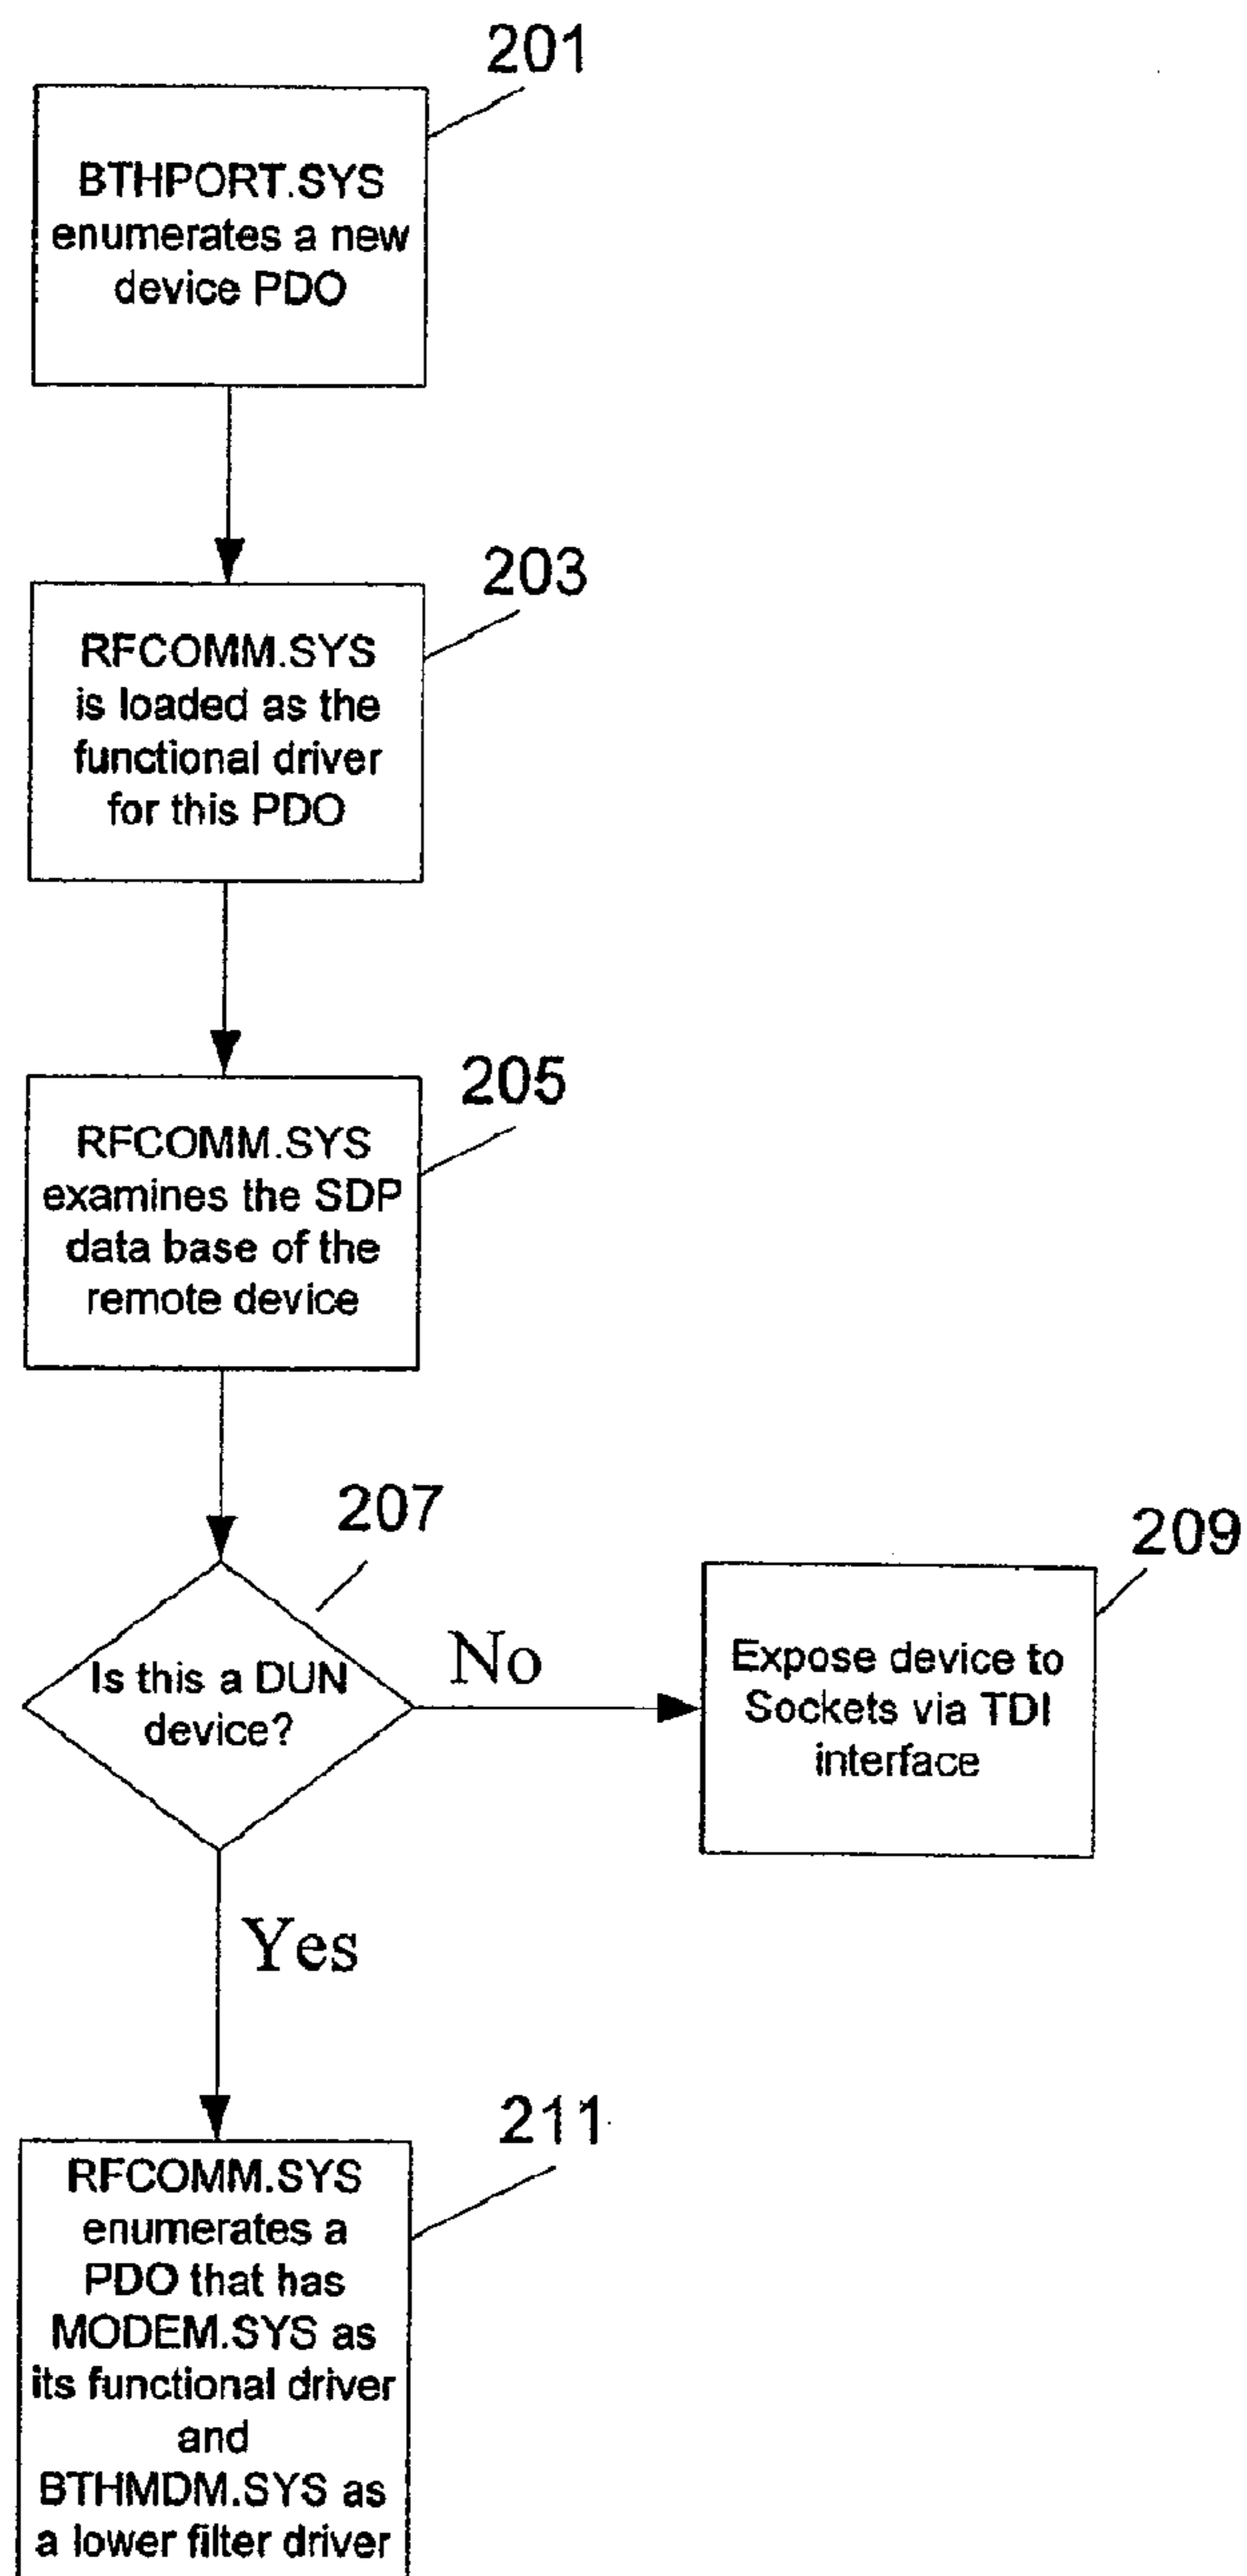 201
BTHPORT.SYS
enumerates a new
device PDO
203
RFCOMM.SYS
is loaded as the
functional driver
for this PDO
205
RFCOMM.SYS
examines the SDP
data base of the
remote device
207
Is this a DUN
device?
No
209
Expose device to
Sockets via TDI
interface
Yes
211
RFCOMM.SYS
enumerates a
PDO that has
MODEM.SYS as
its functional driver
and
BTHMDM.SYS as
a lower filter driver